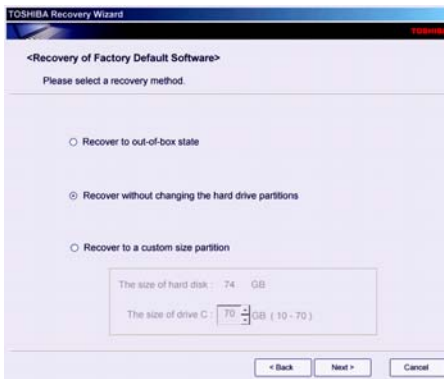 TOSHIBA Recovery Wizard
TOSHIBA
<Recovery of Factory Default Software>
Please select a recovery method.
Recover to out-of-box state
Recover without changing the hard drive partitions
Recover to a custom size partition
The size of hard disk : 74 GB
The size of drive C : 70 GB ( 10 - 70 )
< Back Next > Cancel